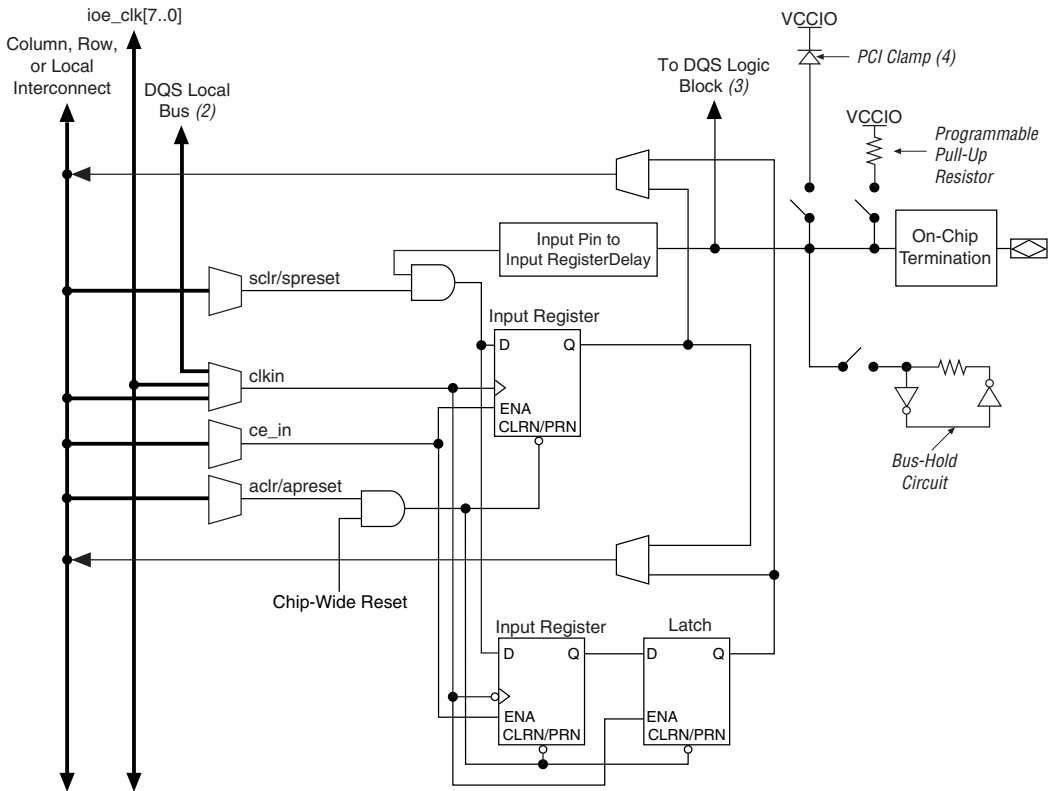 ioe_clk[7..0]
Column, Row,
or Local
Interconnect
DQS Local
Bus (2)
To DQS Logic
Block (3)
VCCIO
PCI Clamp (4)
VCCIO
Programmable
Pull-Up
Resistor
Input Pin to
Input RegisterDelay
On-Chip
Termination
sclr/spreset
Input Register
D
Q
clkin
ENA
CLRN/PRN
ce_in
aclr/apreset
Bus-Hold
Circuit
Chip-Wide Reset
Input Register
D
Q
ENA
CLRN/PRN
Latch
D
Q
ENA
CLRN/PRN